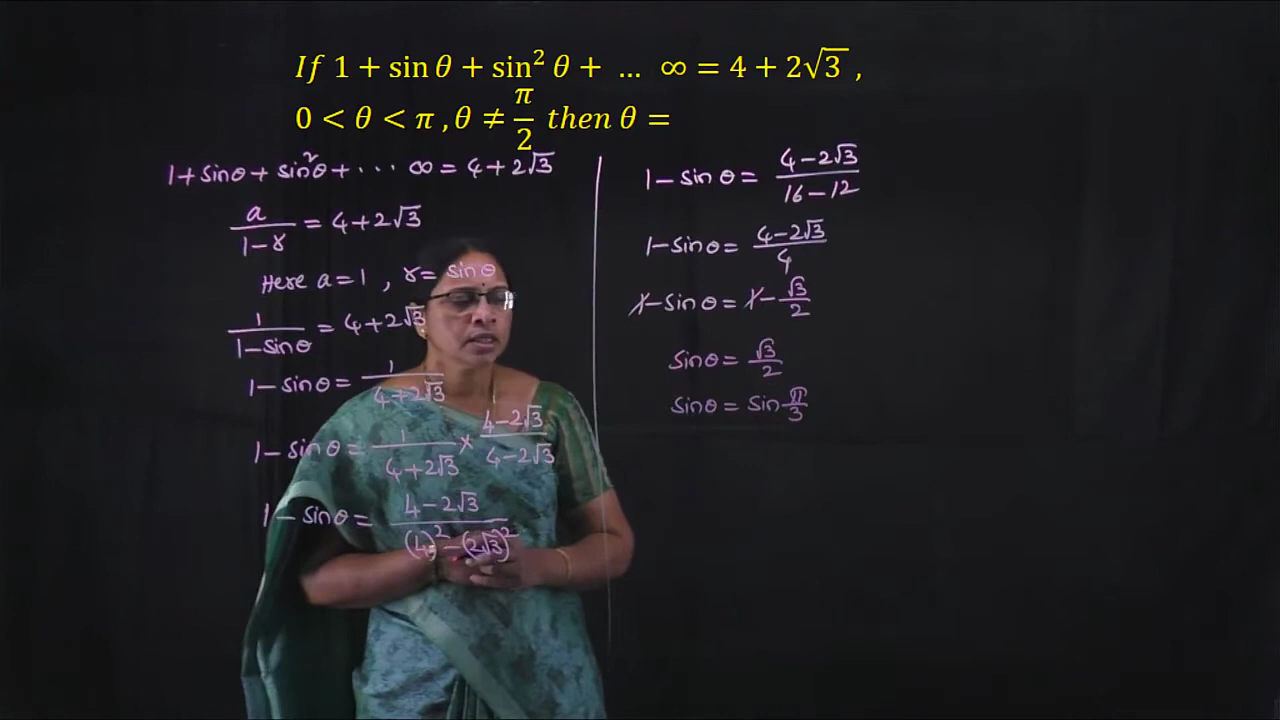 If 1 + sin θ + sin² θ + … ∞ = 4 + 2√3 ,
0 < θ < π , θ ≠ π/2 then θ =
1 + sinθ + sin²θ + ··· ∞ = 4 + 2√3
a/(1 - r) = 4 + 2√3
Here a = 1 , r = sinθ
1/(1 - sinθ) = 4 + 2√3
1 - sinθ = 1/(4 + 2√3)
1 - sinθ = 1/(4 + 2√3) × (4 - 2√3)/(4 - 2√3)
1 - sinθ = (4 - 2√3)/((4)² - (2√3)²)
1 - sinθ = (4 - 2√3)/(16 - 12)
1 - sinθ = (4 - 2√3)/4
1 - sinθ = 1 - √3/2
sinθ = √3/2
sinθ = sin π/3